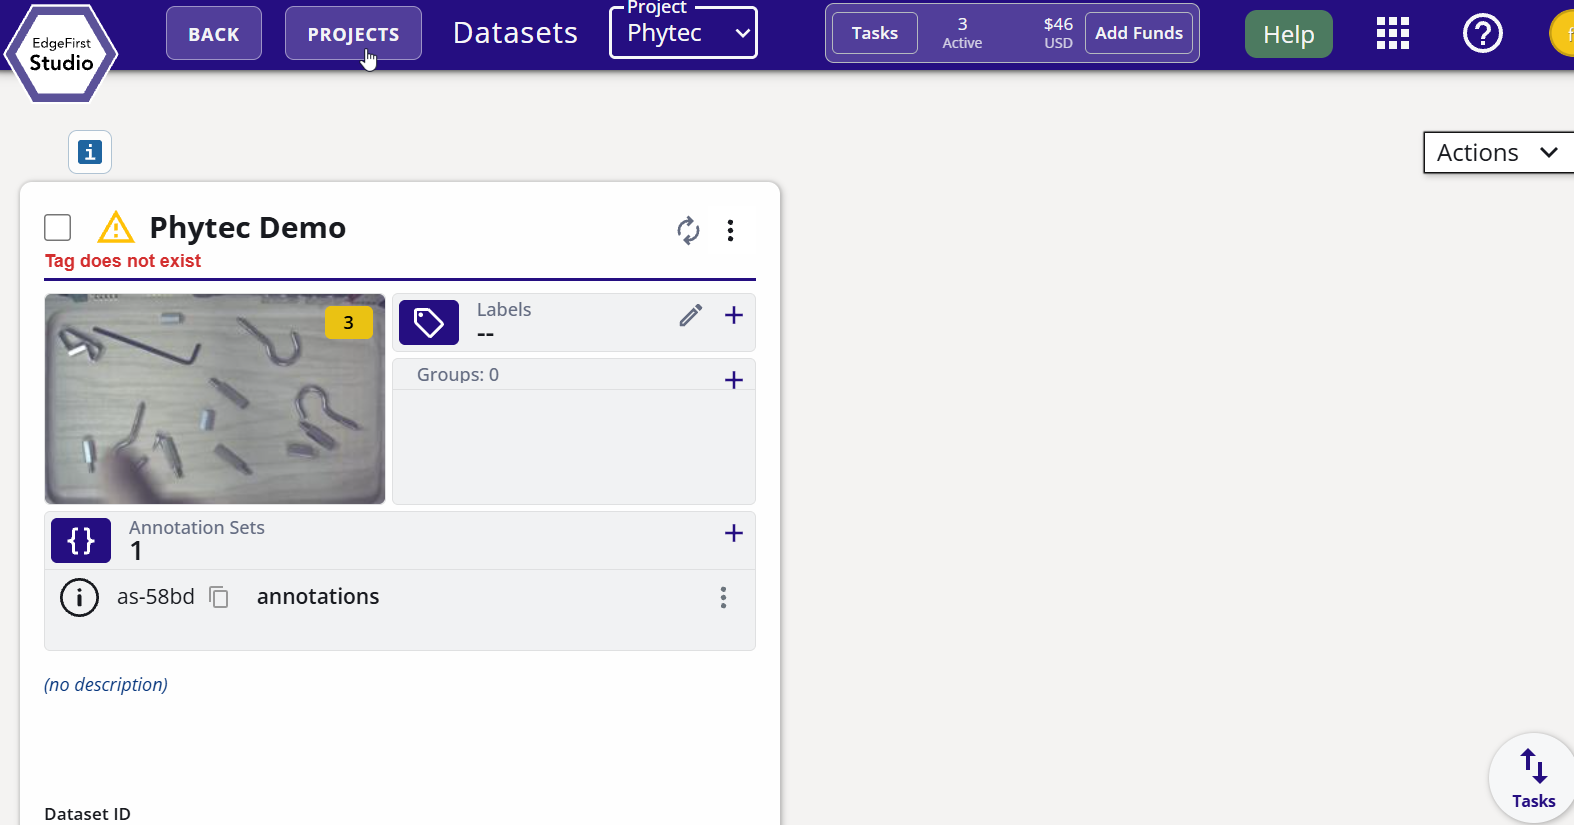 EdgeFirst
Studio
BACK
PROJECTS
Datasets
Project
Phytec
Tasks
3
Active
$46
USD
Add Funds
Help
f
Actions
Phytec Demo
Tag does not exist
3
Labels
--
Groups: 0
Annotation Sets
1
as-58bd
annotations
(no description)
Dataset ID
Tasks